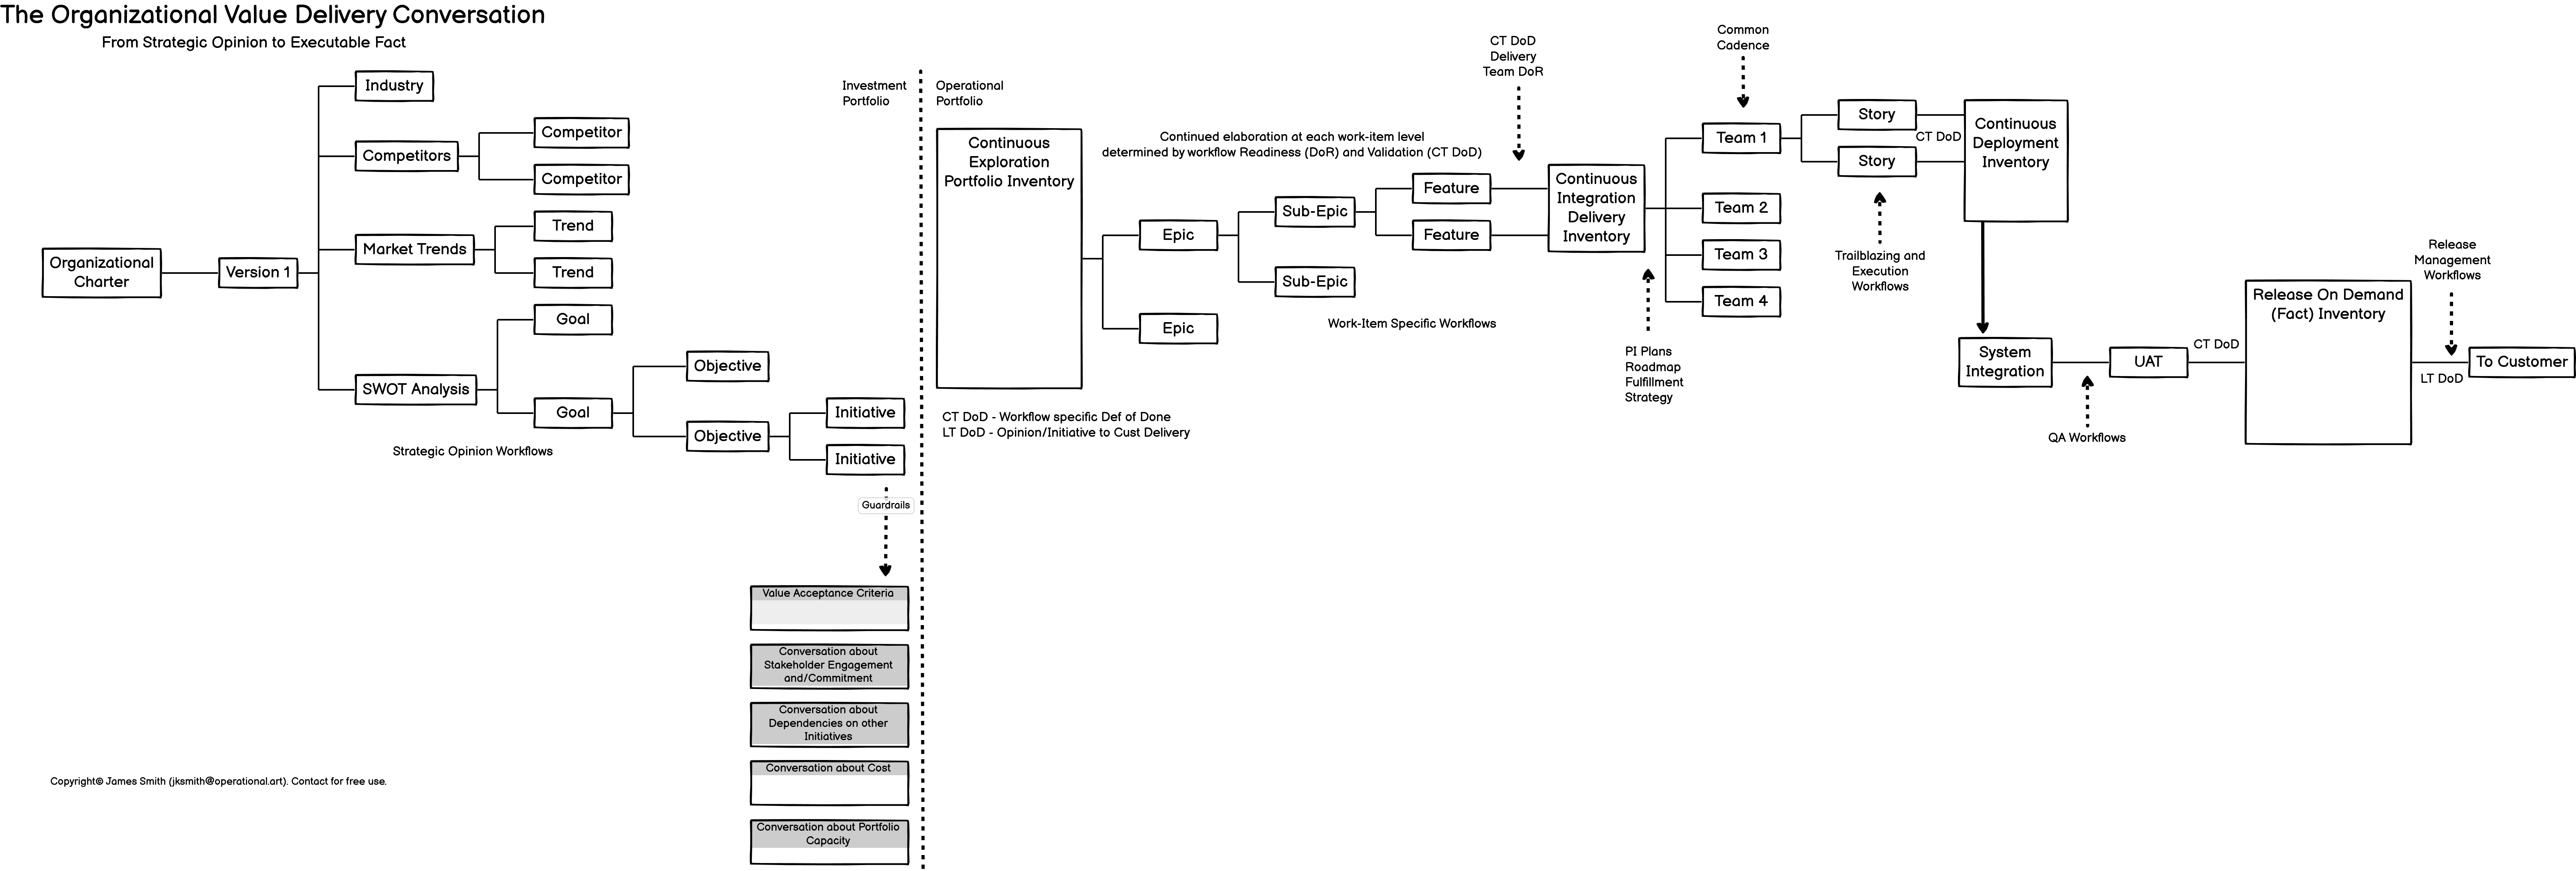 The Organizational Value Delivery Conversation
From Strategic Opinion to Executable Fact
Industry
Competitors
Competitor
Competitor
Market Trends
Trend
Trend
Organizational
Charter
Version 1
SWOT Analysis
Goal
Goal
Objective
Objective
Initiative
Initiative
Strategic Opinion Workflows
Investment
Portfolio
Guardrails
Value Acceptance Criteria
Conversation about
Stakeholder Engagement
and/Commitment
Conversation about
Dependencies on other
Initiatives
Conversation about Cost
Conversation about Portfolio
Capacity
Copyright© James Smith (jksmith@operational.art). Contact for free use.
Operational
Portfolio
Continuous
Exploration
Portfolio Inventory
CT DoD - Workflow specific Def of Done
LT DoD - Opinion/Initiative to Cust Delivery
Continued elaboration at each work-item level
determined by workflow Readiness (DoR) and Validation (CT DoD)
Epic
Epic
Sub-Epic
Sub-Epic
Feature
Feature
Work-Item Specific Workflows
CT DoD
Delivery
Team DoR
Continuous
Integration
Delivery
Inventory
PI Plans
Roadmap
Fulfillment
Strategy
Common
Cadence
Team 1
Team 2
Team 3
Team 4
Story
Story
CT DoD
Trailblazing and
Execution
Workflows
Continuous
Deployment
Inventory
System
Integration
QA Workflows
UAT
CT DoD
Release On Demand
(Fact) Inventory
Release
Management
Workflows
LT DoD
To Customer